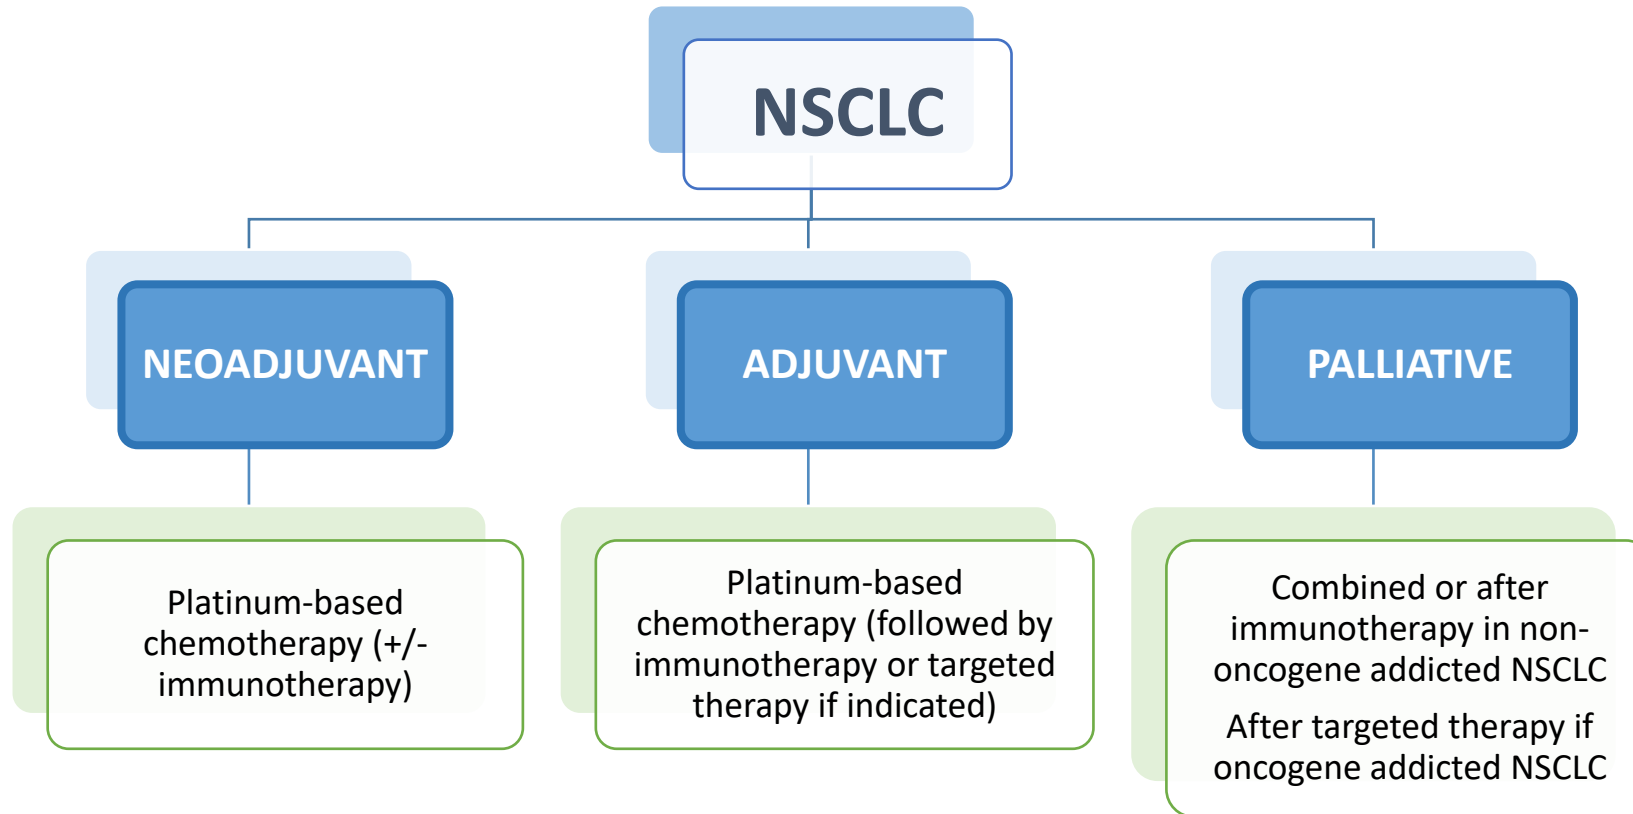 NSCLC
NEOADJUVANT
ADJUVANT
PALLIATIVE
Platinum-based
chemotherapy (+/-
immunotherapy)
Platinum-based
chemotherapy (followed by
immunotherapy or targeted
therapy if indicated)
Combined or after
immunotherapy in non-
oncogene addicted NSCLC
After targeted therapy if
oncogene addicted NSCLC